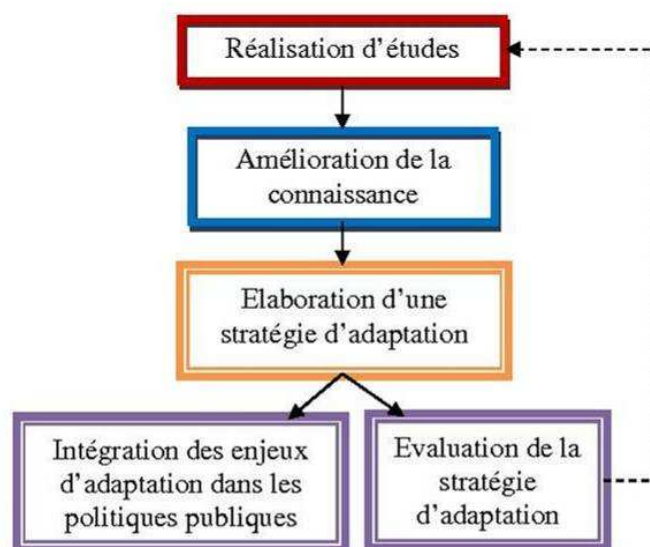 Réalisation d'études
Amélioration de la
connaissance
Elaboration d'une
stratégie d'adaptation
Intégration des enjeux
d'adaptation dans les
politiques publiques
Evaluation de la
stratégie
d'adaptation